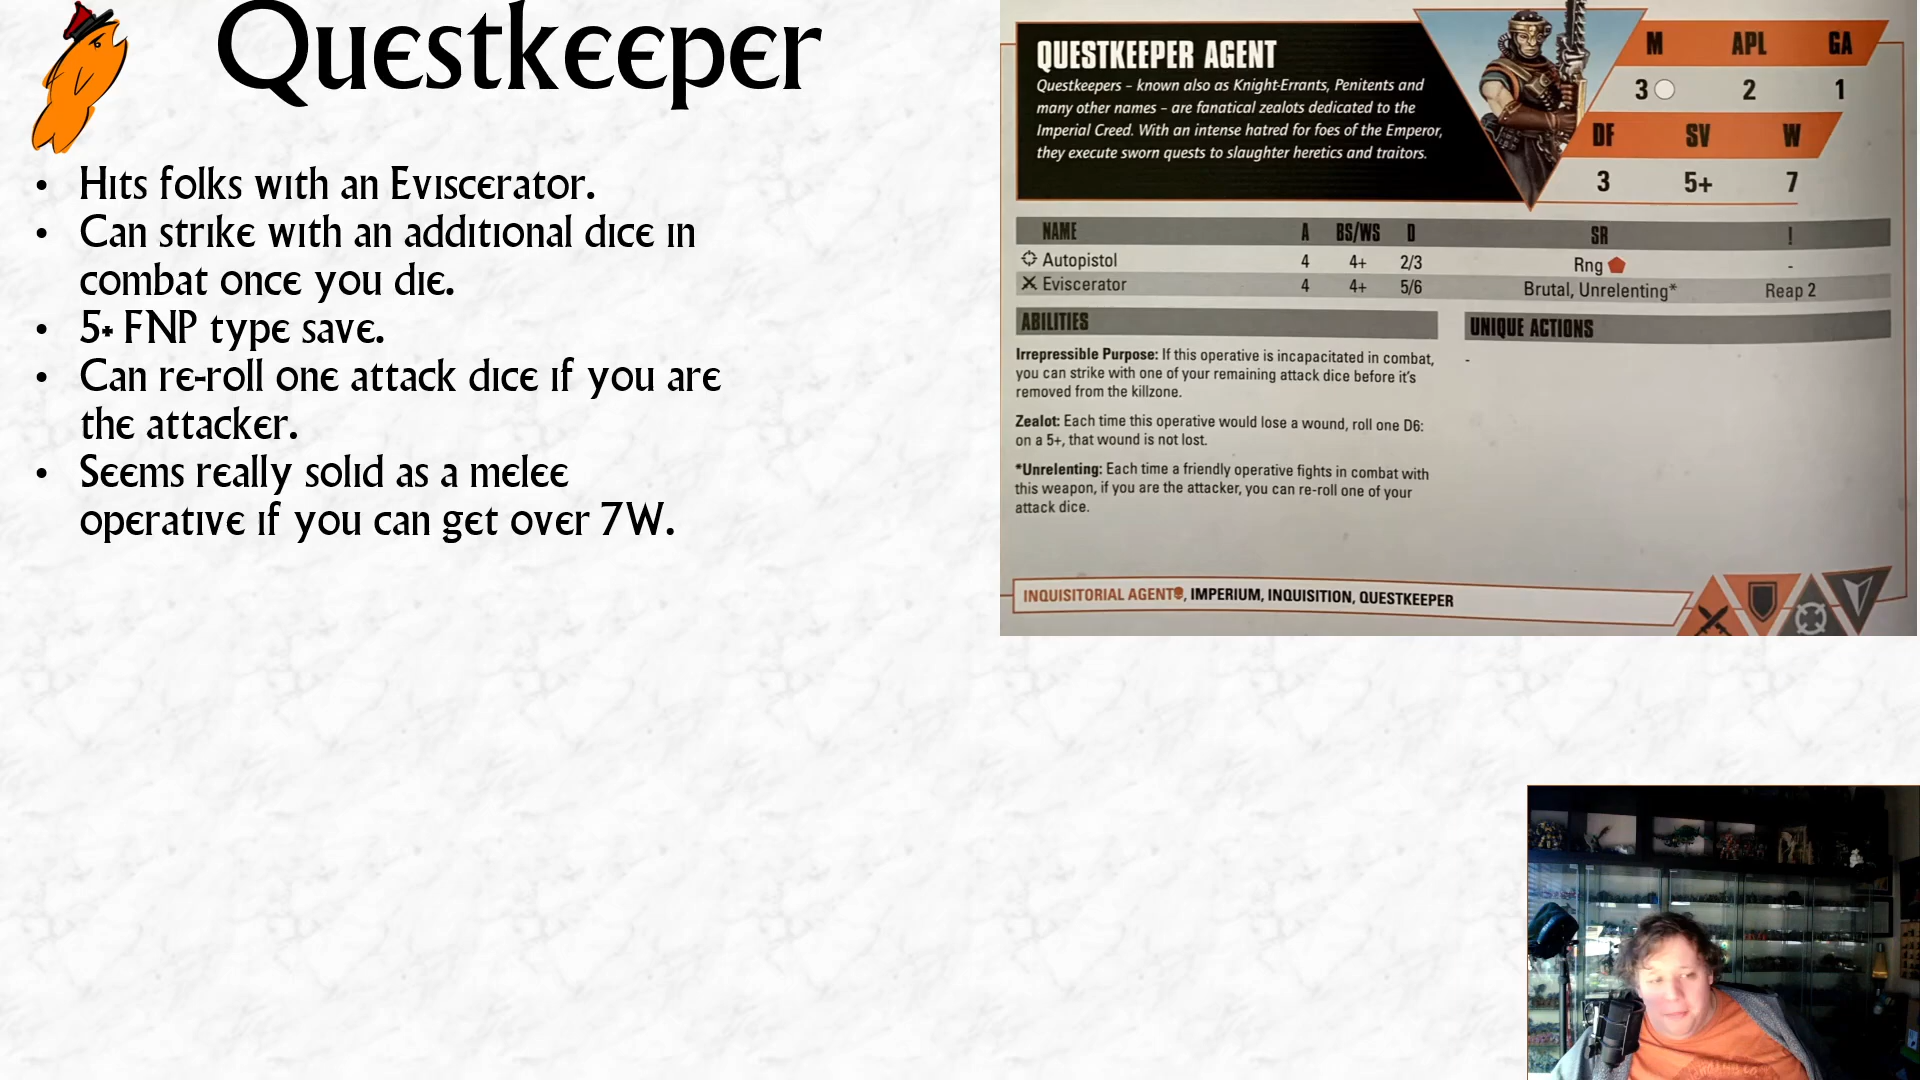 Questkeeper
• Hits folks with an Eviscerator.
• Can strike with an additional dice in
combat once you die.
• 5+ FNP type save.
• Can re-roll one attack dice if you are
the attacker.
• Seems really solid as a melee
operative if you can get over 7W.
QUESTKEEPER AGENT
Questkeepers – known also as Knight-Errants, Penitents and
many other names – are fanatical zealots dedicated to the
Imperial Creed. With an intense hatred for foes of the Emperor,
they execute sworn quests to slaughter heretics and traitors.
M APL GA
3 2 1
DF SV W
3 5+ 7
NAME A BS/WS D SR !
Autopistol 4 4+ 2/3 Rng -
Eviscerator 4 4+ 5/6 Brutal, Unrelenting* Reap 2
ABILITIES
Irrepressible Purpose: If this operative is incapacitated in combat,
you can strike with one of your remaining attack dice before it's
removed from the killzone.
Zealot: Each time this operative would lose a wound, roll one D6:
on a 5+, that wound is not lost.
*Unrelenting: Each time a friendly operative fights in combat with
this weapon, if you are the attacker, you can re-roll one of your
attack dice.
UNIQUE ACTIONS
-
INQUISITORIAL AGENT, IMPERIUM, INQUISITION, QUESTKEEPER